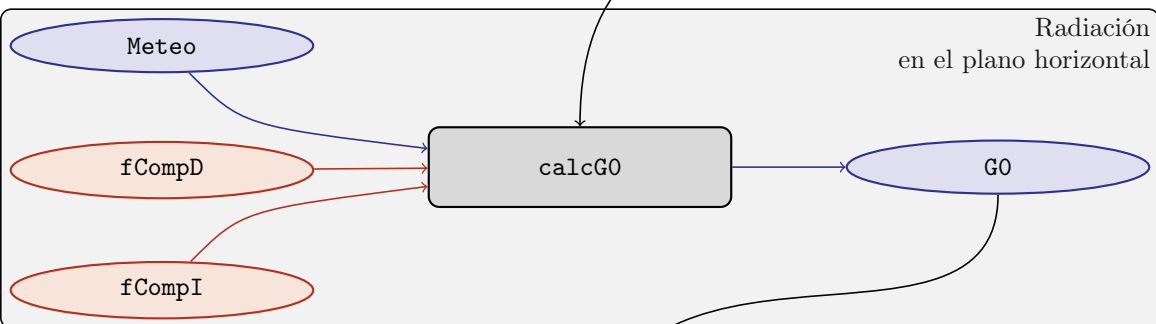 Meteo
Radiación
en el plano horizontal
fCompD
calcG0
G0
fCompI